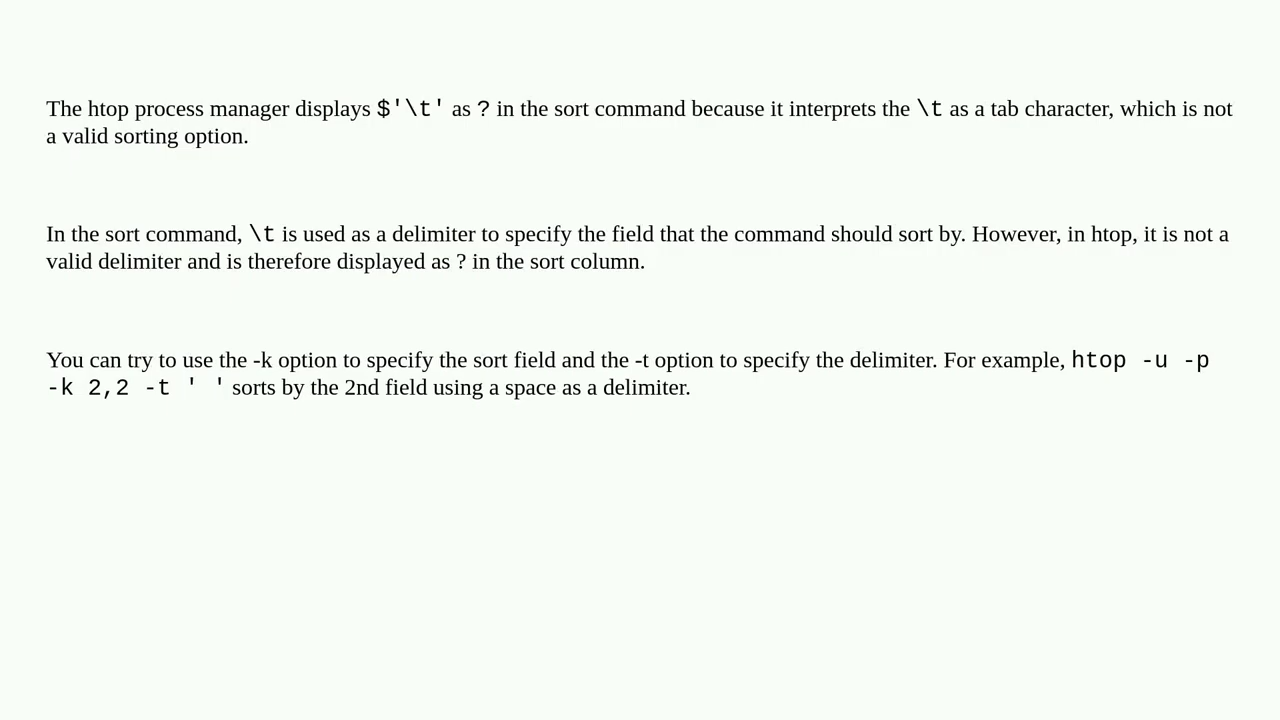 The htop process manager displays $'\t' as ? in the sort command because it interprets the \t as a tab character, which is not
a valid sorting option.
In the sort command, \t is used as a delimiter to specify the field that the command should sort by. However, in htop, it is not a
valid delimiter and is therefore displayed as ? in the sort column.
You can try to use the -k option to specify the sort field and the -t option to specify the delimiter. For example, htop -u -p
-k 2,2 -t ' ' sorts by the 2nd field using a space as a delimiter.